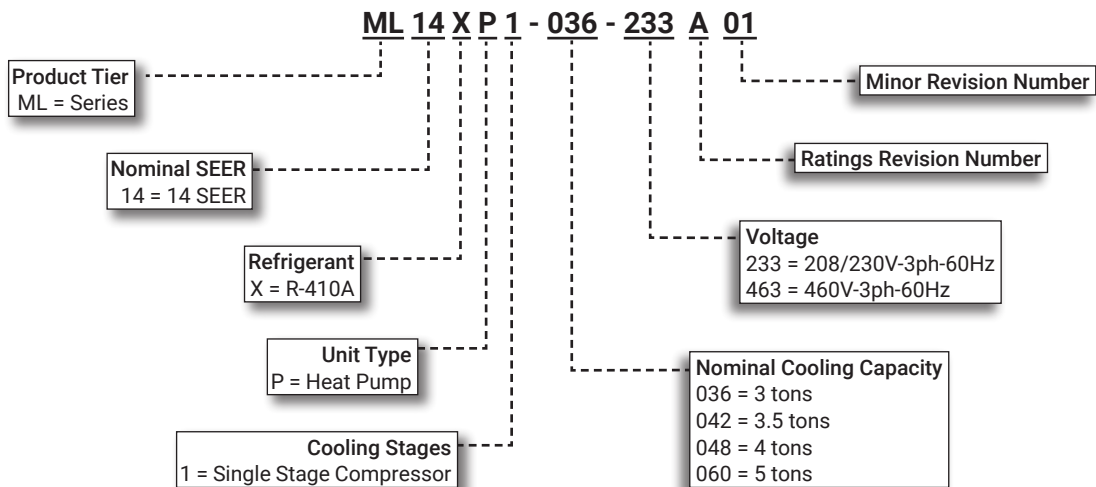 ML 14 X P 1 - 036 - 233 A 01
Product Tier
ML = Series
Minor Revision Number
Nominal SEER
14 = 14 SEER
Ratings Revision Number
Refrigerant
X = R-410A
Voltage
233 = 208/230V-3ph-60Hz
463 = 460V-3ph-60Hz
Unit Type
P = Heat Pump
Nominal Cooling Capacity
036 = 3 tons
042 = 3.5 tons
048 = 4 tons
060 = 5 tons
Cooling Stages
1 = Single Stage Compressor